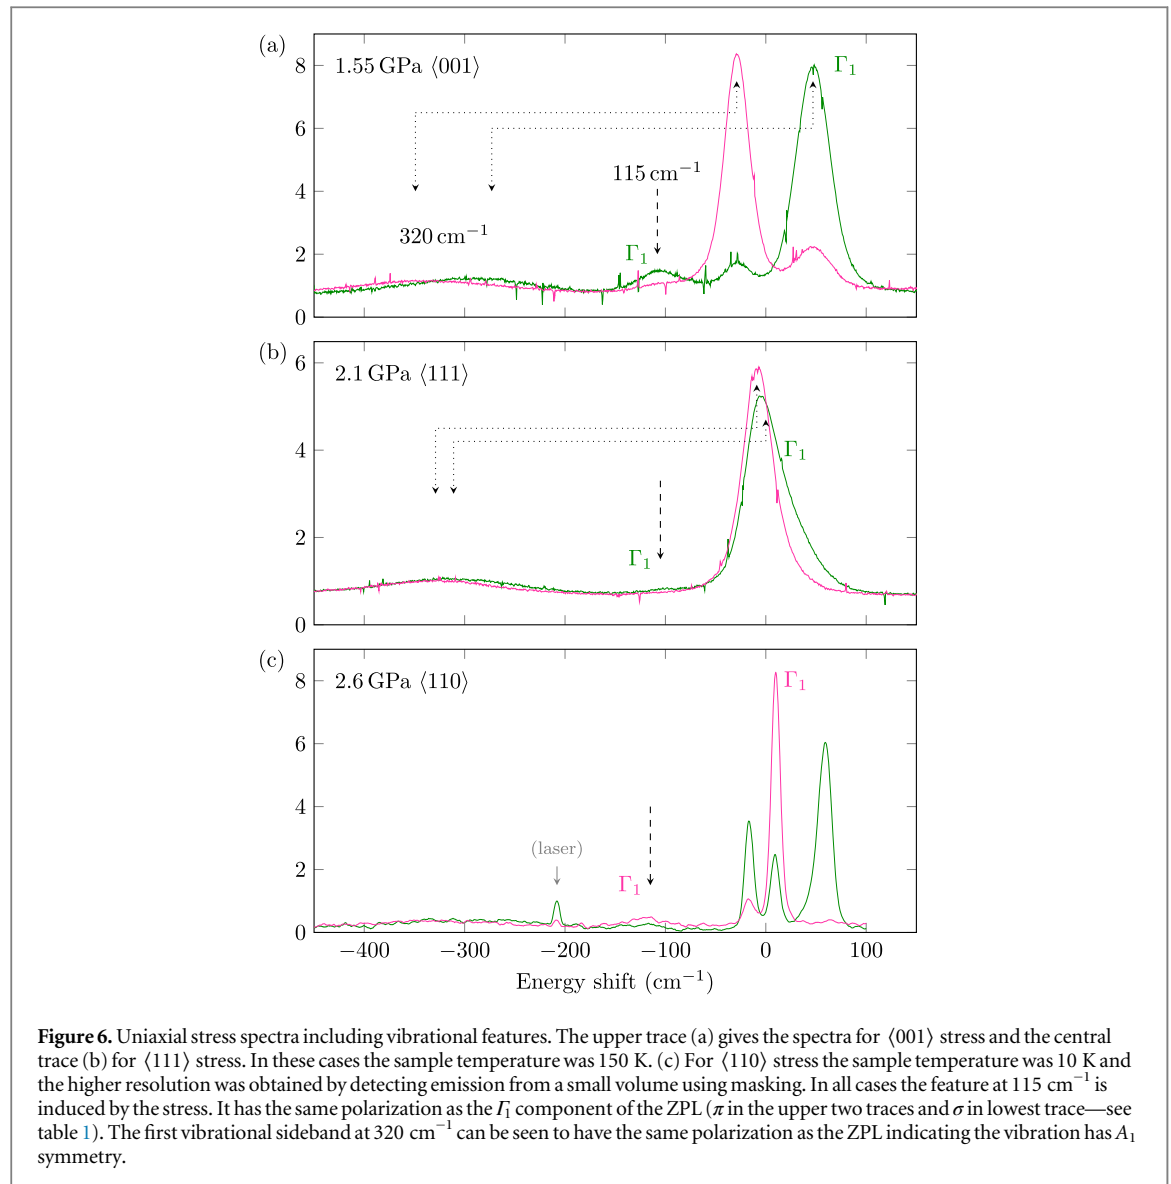 (a)
1.55 GPa ⟨001⟩
Γ1
8
6
115 cm−1
4
320 cm−1
Γ1
2
0
(b)
2.1 GPa ⟨111⟩
6
Γ1
4
Γ1
2
0
(c)
2.6 GPa ⟨110⟩
Γ1
8
6
4
(laser)
Γ1
2
0
−400 −300 −200 −100 0 100
Energy shift (cm−1)
Figure 6. Uniaxial stress spectra including vibrational features. The upper trace (a) gives the spectra for ⟨001⟩ stress and the central
trace (b) for ⟨111⟩ stress. In these cases the sample temperature was 150 K. (c) For ⟨110⟩ stress the sample temperature was 10 K and
the higher resolution was obtained by detecting emission from a small volume using masking. In all cases the feature at 115 cm−1 is
induced by the stress. It has the same polarization as the Γ1 component of the ZPL (π in the upper two traces and σ in lowest trace—see
table 1). The first vibrational sideband at 320 cm−1 can be seen to have the same polarization as the ZPL indicating the vibration has A1
symmetry.